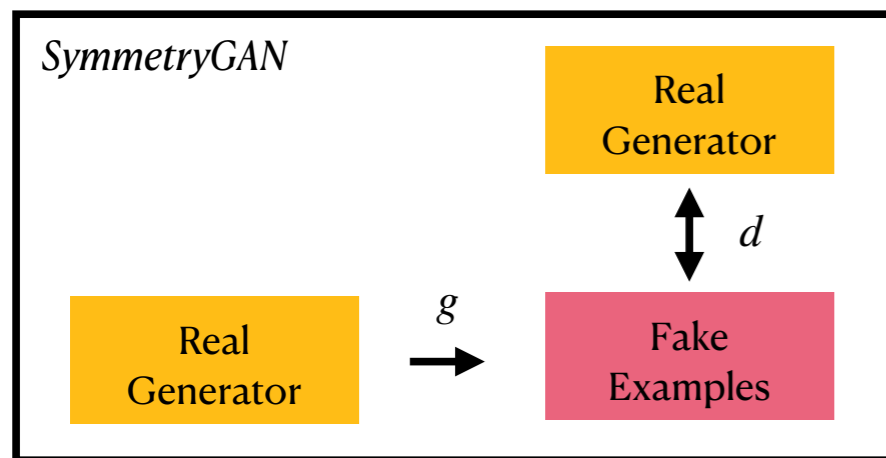 SymmetryGAN
Real
Generator
d
g
Real
Generator
Fake
Examples